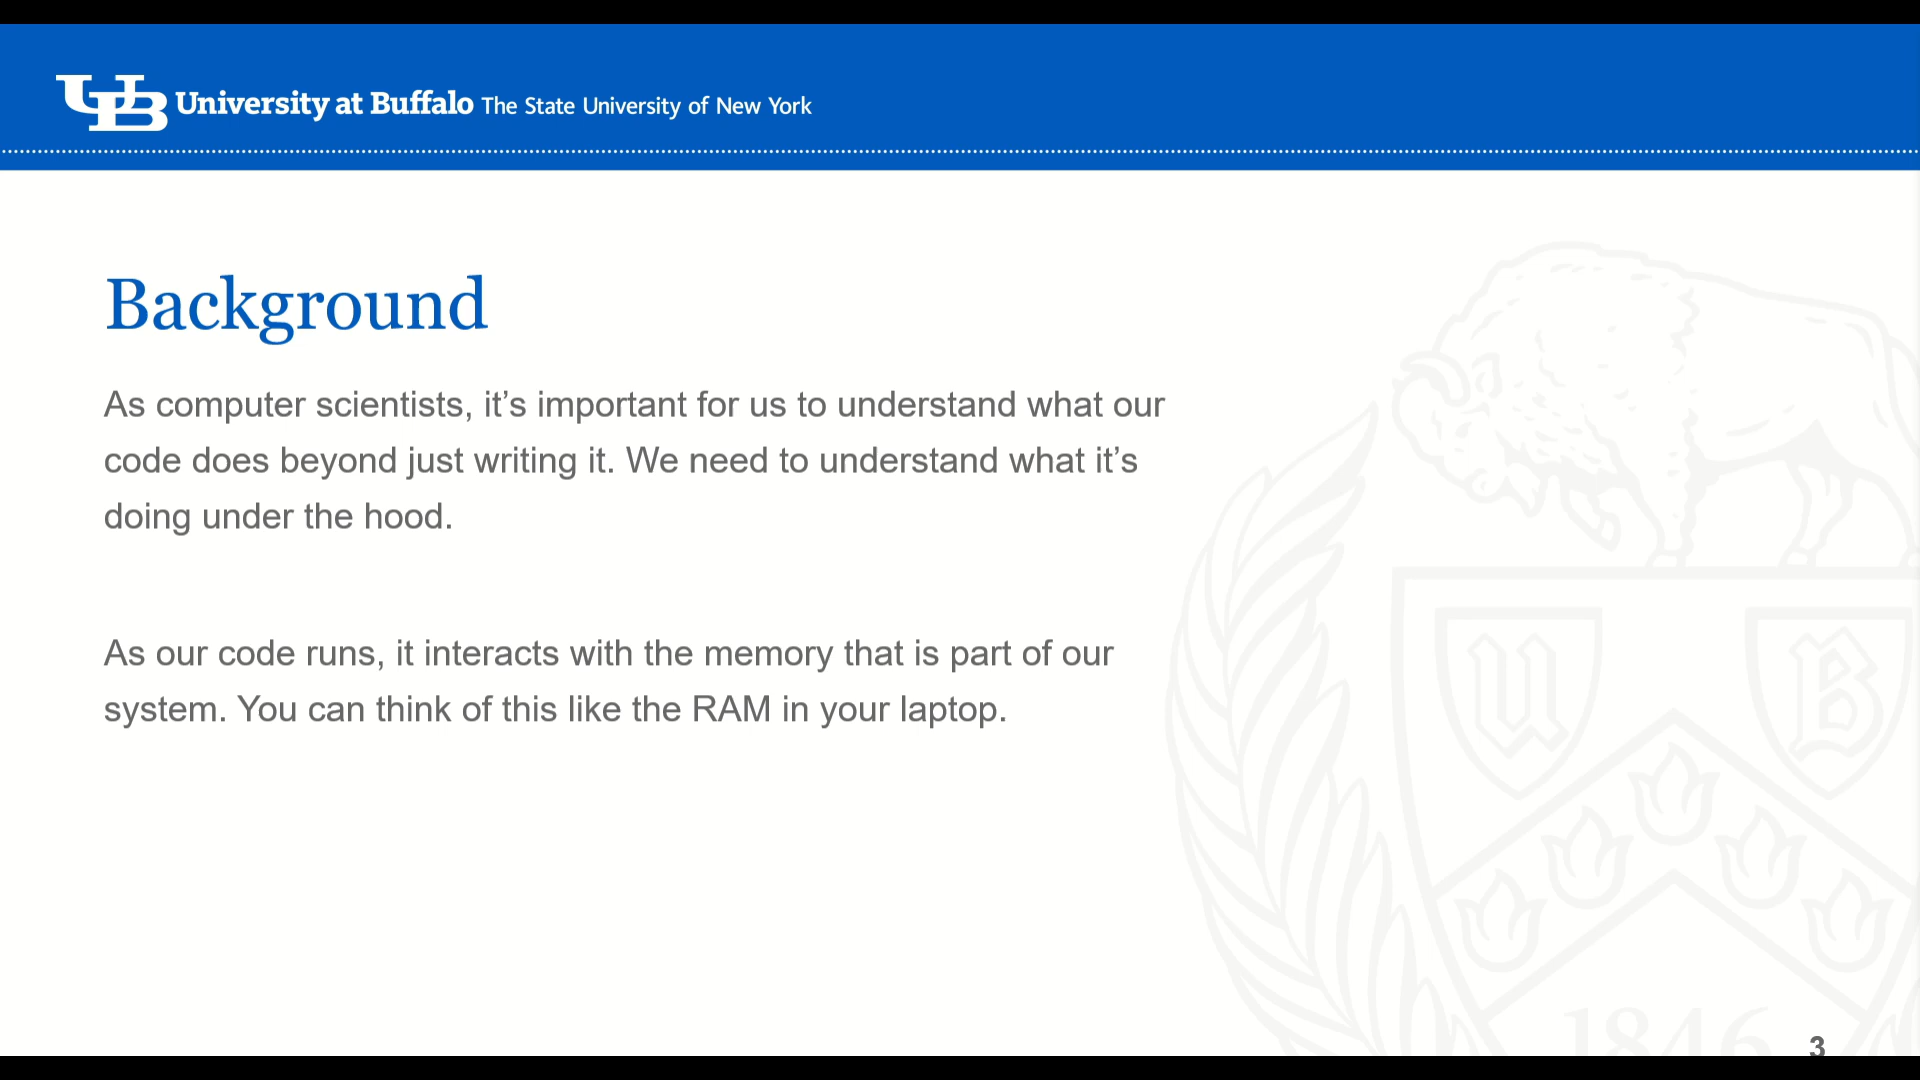 UB University at Buffalo The State University of New York
Background
As computer scientists, it’s important for us to understand what our
code does beyond just writing it. We need to understand what it’s
doing under the hood.
As our code runs, it interacts with the memory that is part of our
system. You can think of this like the RAM in your laptop.
U B
1846
3